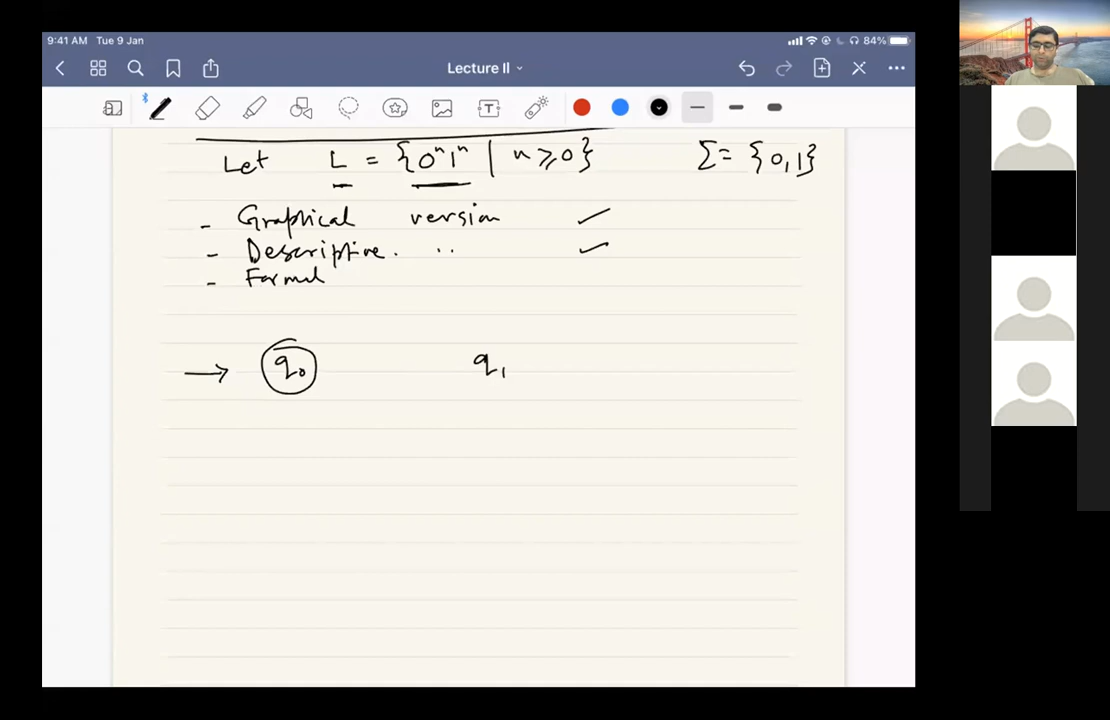 9:41 AM Tue 9 Jan 84%
Lecture II
Let L = {0ⁿ1ⁿ | n ≥ 0} Σ = {0,1}
- Graphical version ✓
- Descriptive. " ✓
- Formal
→ q₀ q₁